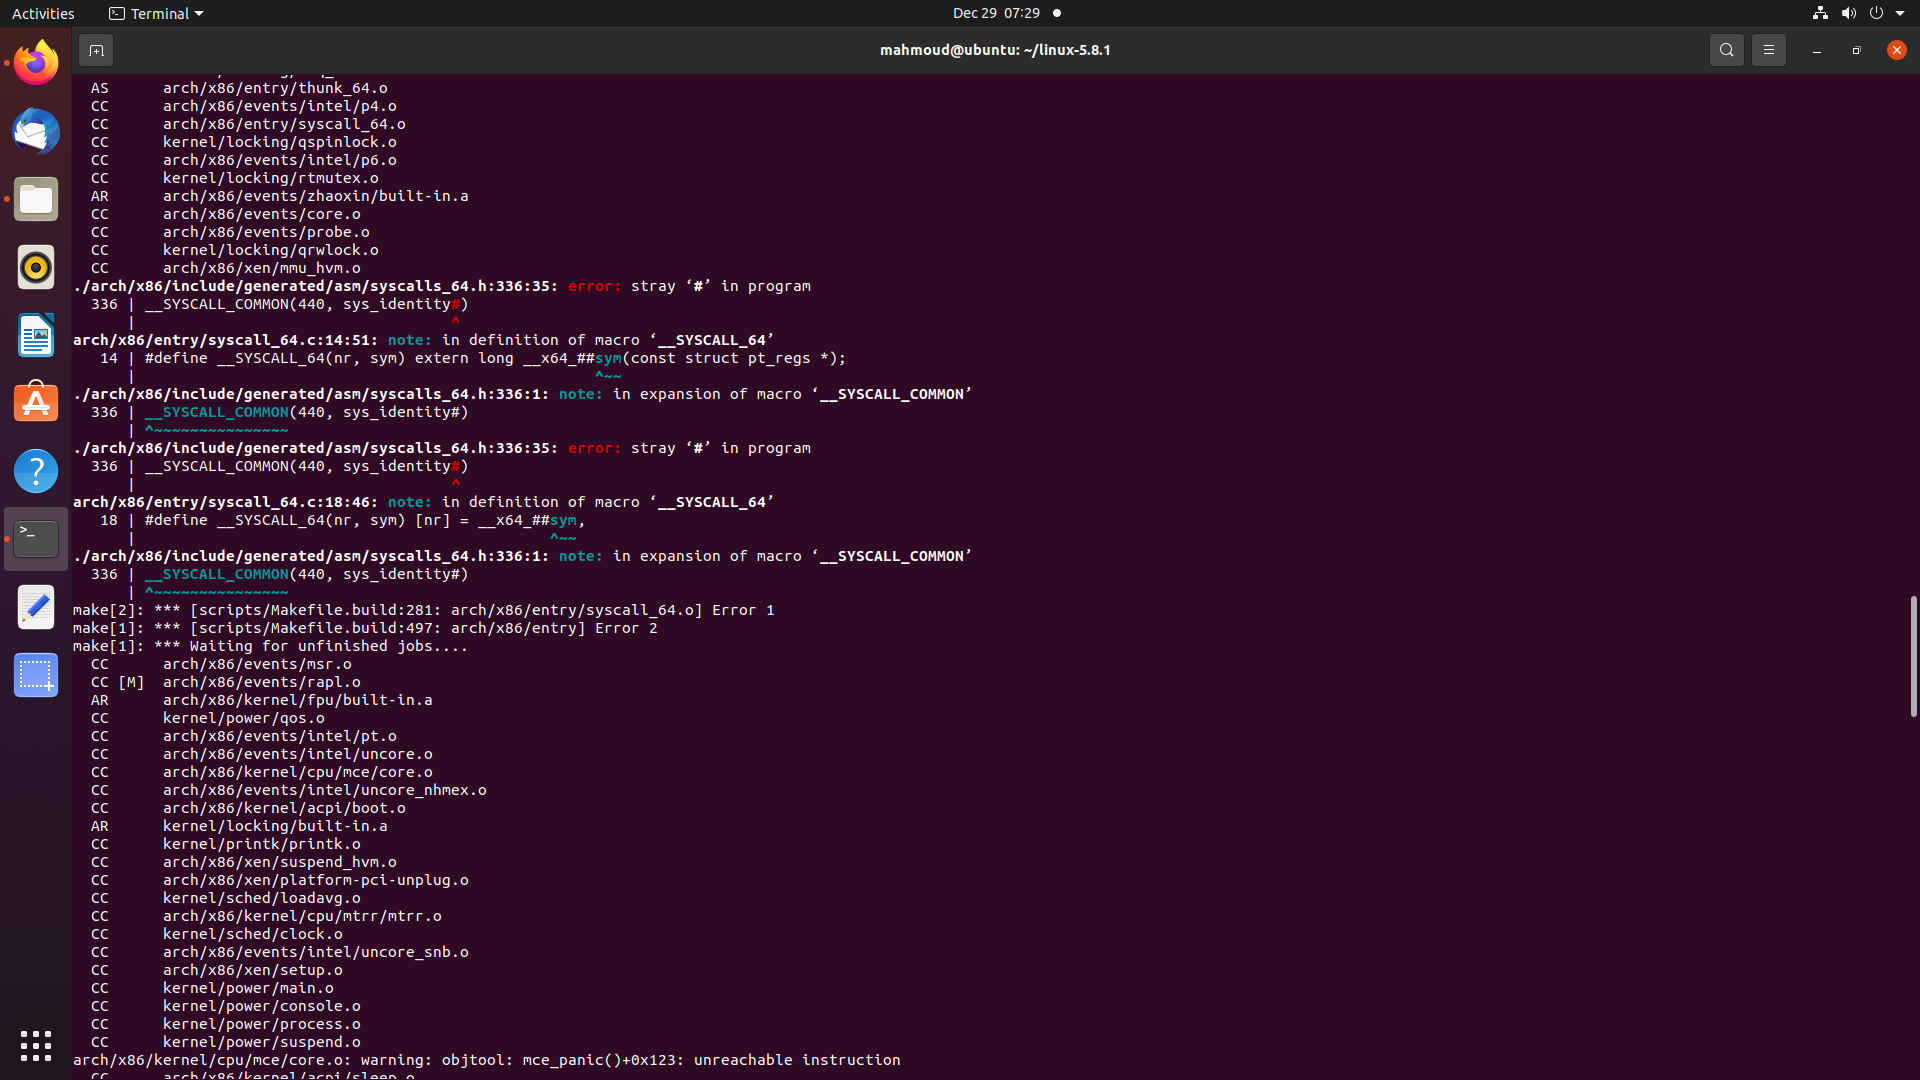 Activities
Terminal
Dec 29 07:29
mahmoud@ubuntu: ~/linux-5.8.1
AS      arch/x86/entry/thunk_64.o
CC      arch/x86/events/intel/p4.o
CC      arch/x86/entry/syscall_64.o
CC      kernel/locking/qspinlock.o
CC      arch/x86/events/intel/p6.o
CC      kernel/locking/rtmutex.o
AR      arch/x86/events/zhaoxin/built-in.a
CC      arch/x86/events/core.o
CC      arch/x86/events/probe.o
CC      kernel/locking/qrwlock.o
CC      arch/x86/xen/mmu_hvm.o
./arch/x86/include/generated/asm/syscalls_64.h:336:35: error: stray ‘#’ in program
336 | __SYSCALL_COMMON(440, sys_identity#)
| ^
arch/x86/entry/syscall_64.c:14:51: note: in definition of macro ‘__SYSCALL_64’
14 | #define __SYSCALL_64(nr, sym) extern long __x64_##sym(const struct pt_regs *);
| ^~~
./arch/x86/include/generated/asm/syscalls_64.h:336:1: note: in expansion of macro ‘__SYSCALL_COMMON’
336 | __SYSCALL_COMMON(440, sys_identity#)
| ^~~~~~~~~~~~~~~~
./arch/x86/include/generated/asm/syscalls_64.h:336:35: error: stray ‘#’ in program
336 | __SYSCALL_COMMON(440, sys_identity#)
| ^
arch/x86/entry/syscall_64.c:18:46: note: in definition of macro ‘__SYSCALL_64’
18 | #define __SYSCALL_64(nr, sym) [nr] = __x64_##sym,
| ^~~
./arch/x86/include/generated/asm/syscalls_64.h:336:1: note: in expansion of macro ‘__SYSCALL_COMMON’
336 | __SYSCALL_COMMON(440, sys_identity#)
| ^~~~~~~~~~~~~~~~
make[2]: *** [scripts/Makefile.build:281: arch/x86/entry/syscall_64.o] Error 1
make[1]: *** [scripts/Makefile.build:497: arch/x86/entry] Error 2
make[1]: *** Waiting for unfinished jobs....
CC      arch/x86/events/msr.o
CC [M]  arch/x86/events/rapl.o
AR      arch/x86/kernel/fpu/built-in.a
CC      kernel/power/qos.o
CC      arch/x86/events/intel/pt.o
CC      arch/x86/events/intel/uncore.o
CC      arch/x86/kernel/cpu/mce/core.o
CC      arch/x86/events/intel/uncore_nhmex.o
CC      arch/x86/kernel/acpi/boot.o
AR      kernel/locking/built-in.a
CC      kernel/printk/printk.o
CC      arch/x86/xen/suspend_hvm.o
CC      arch/x86/xen/platform-pci-unplug.o
CC      kernel/sched/loadavg.o
CC      arch/x86/kernel/cpu/mtrr/mtrr.o
CC      kernel/sched/clock.o
CC      arch/x86/events/intel/uncore_snb.o
CC      arch/x86/xen/setup.o
CC      kernel/power/main.o
CC      kernel/power/console.o
CC      kernel/power/process.o
CC      kernel/power/suspend.o
arch/x86/kernel/cpu/mce/core.o: warning: objtool: mce_panic()+0x123: unreachable instruction
CC      arch/x86/kernel/acpi/sleep.o